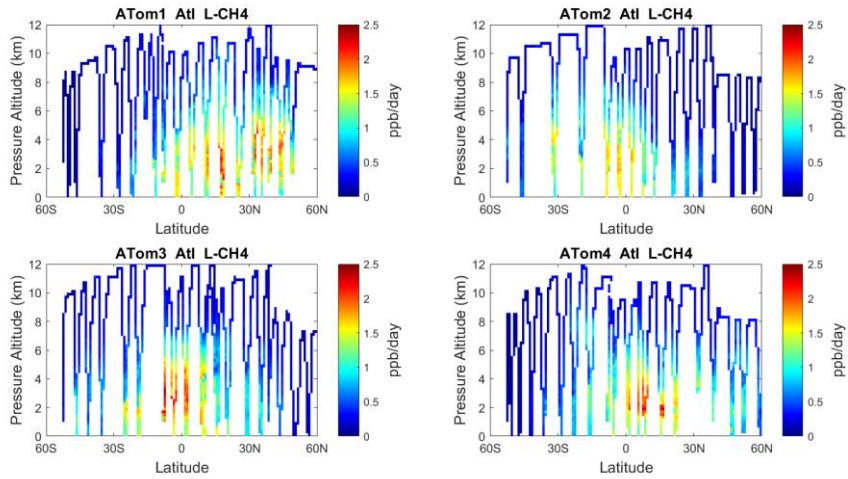 ATom1 Atl L-CH4
Pressure Altitude (km)
12
10
8
6
4
2
0
60S 30S 0 30N 60N
Latitude
2.5
2
1.5
1
0.5
0
ppb/day
ATom2 Atl L-CH4
Pressure Altitude (km)
12
10
8
6
4
2
0
60S 30S 0 30N 60N
Latitude
2.5
2
1.5
1
0.5
0
ppb/day
ATom3 Atl L-CH4
Pressure Altitude (km)
12
10
8
6
4
2
0
60S 30S 0 30N 60N
Latitude
2.5
2
1.5
1
0.5
0
ppb/day
ATom4 Atl L-CH4
Pressure Altitude (km)
12
10
8
6
4
2
0
60S 30S 0 30N 60N
Latitude
2.5
2
1.5
1
0.5
0
ppb/day